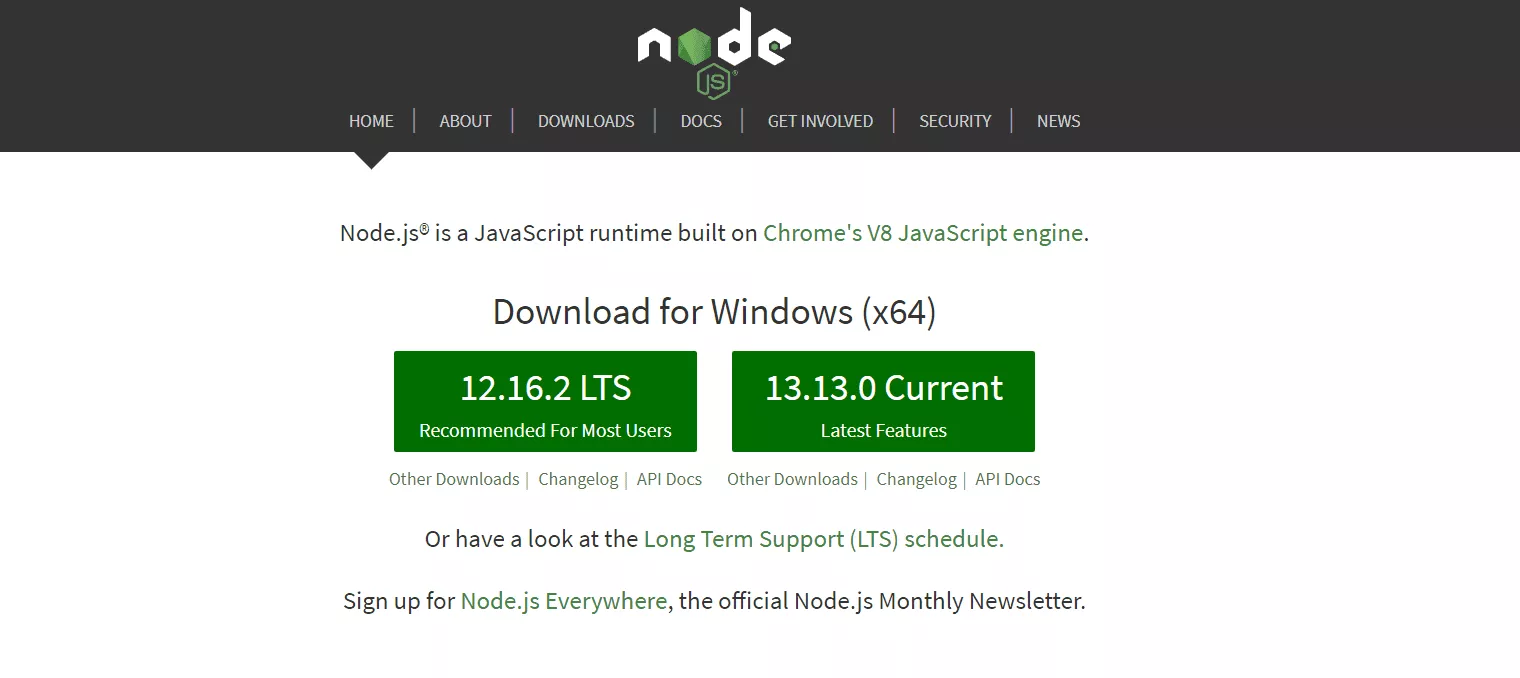 node
JS®
HOME | ABOUT | DOWNLOADS | DOCS | GET INVOLVED | SECURITY | NEWS
Node.js® is a JavaScript runtime built on Chrome's V8 JavaScript engine.
Download for Windows (x64)
12.16.2 LTS 13.13.0 Current
Recommended For Most Users Latest Features
Other Downloads | Changelog | API Docs Other Downloads | Changelog | API Docs
Or have a look at the Long Term Support (LTS) schedule.
Sign up for Node.js Everywhere, the official Node.js Monthly Newsletter.